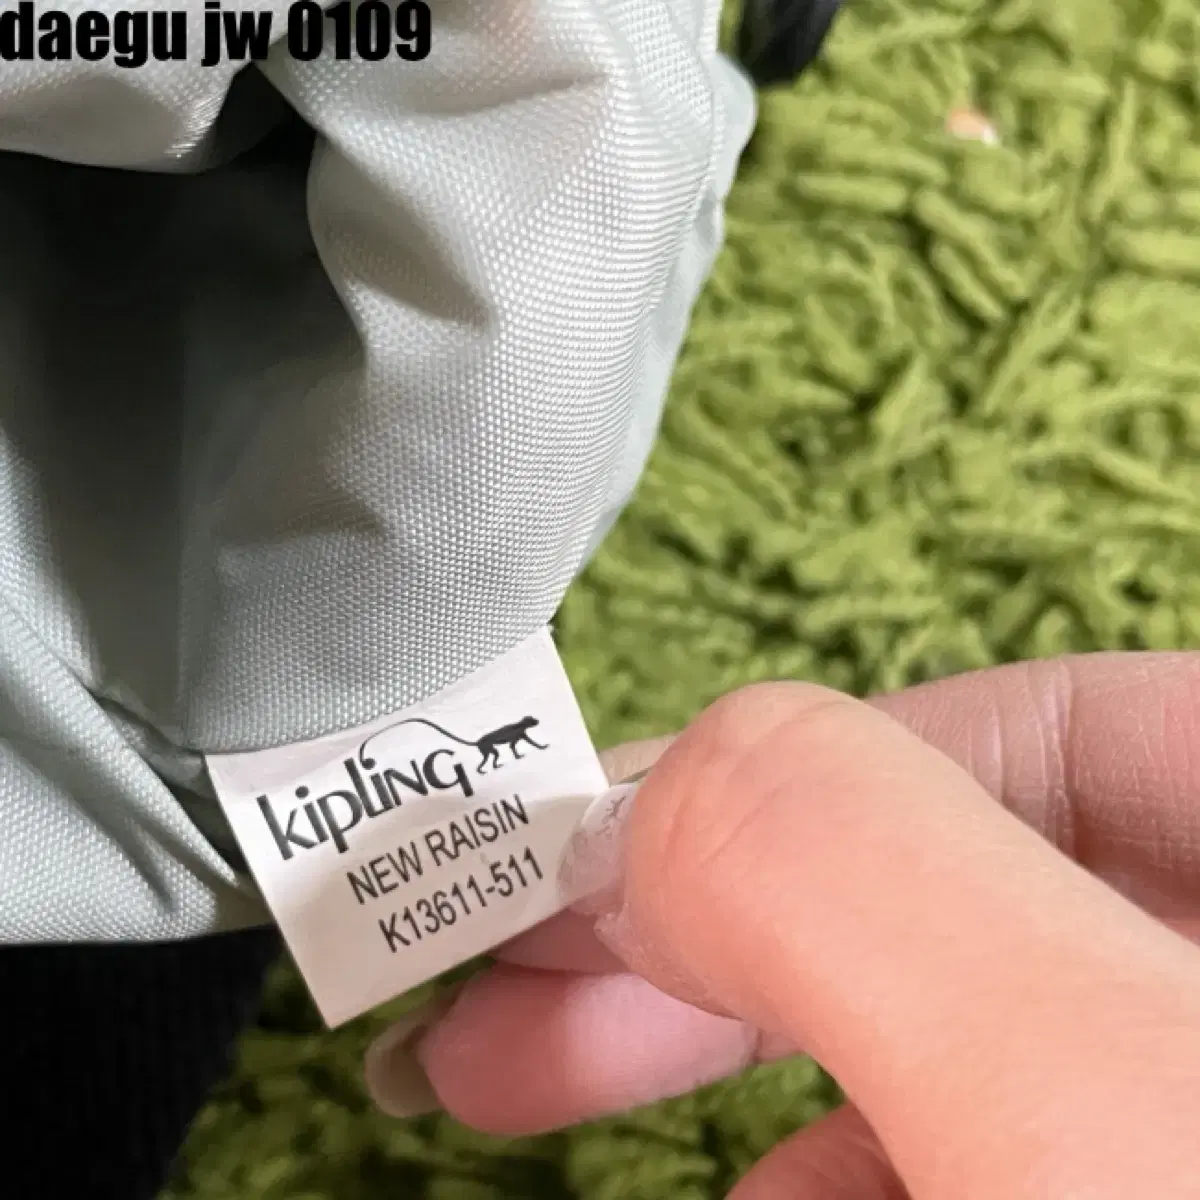 daegu jw 0109
kipling
NEW RAISIN
K13611-511